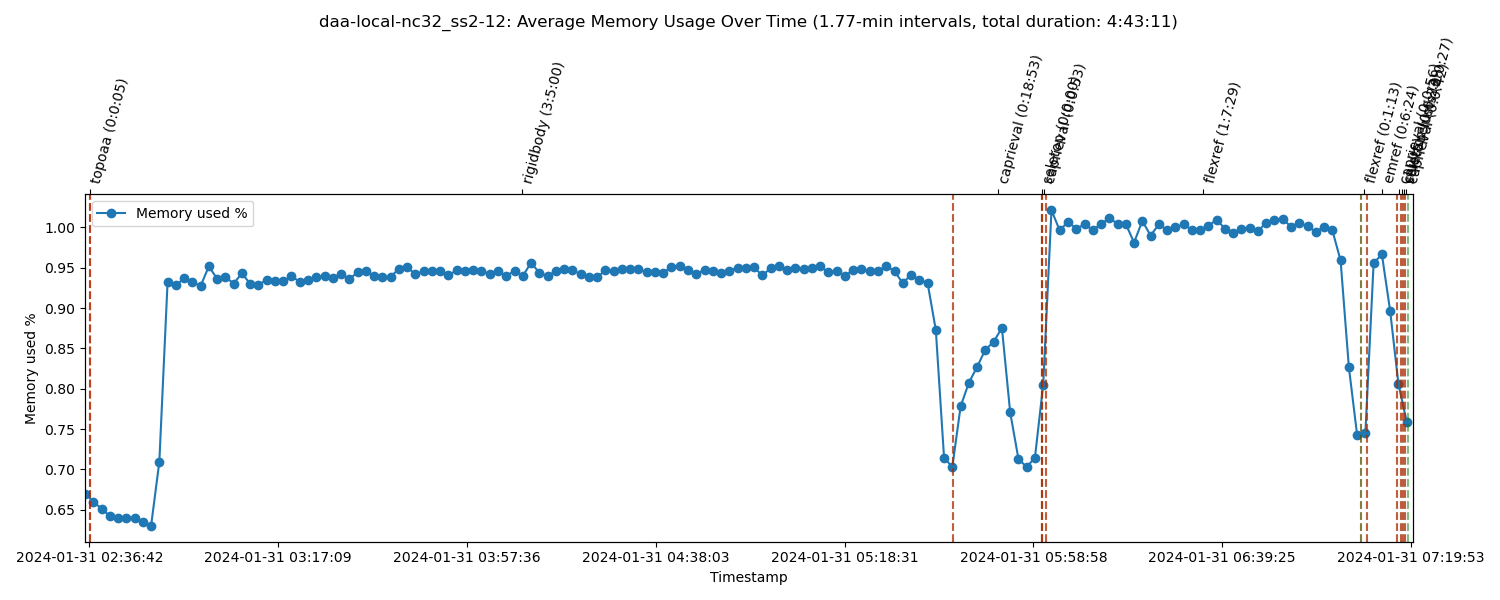 daa-local-nc32_ss2-12: Average Memory Usage Over Time (1.77-min intervals, total duration: 4:43:11)
topoaa (0:0:05)
rigidbody (3:5:00)
caprieval (0:18:53)
caprieval (0:0:53)
flexref (1:7:29)
flexref (0:1:13)
emref (0:6:24)
Memory used %
Memory used %
1.00
0.95
0.90
0.85
0.80
0.75
0.70
0.65
2024-01-31 02:36:42
2024-01-31 03:17:09
2024-01-31 03:57:36
2024-01-31 04:38:03
2024-01-31 05:18:31
2024-01-31 05:58:58
2024-01-31 06:39:25
2024-01-31 07:19:53
Timestamp